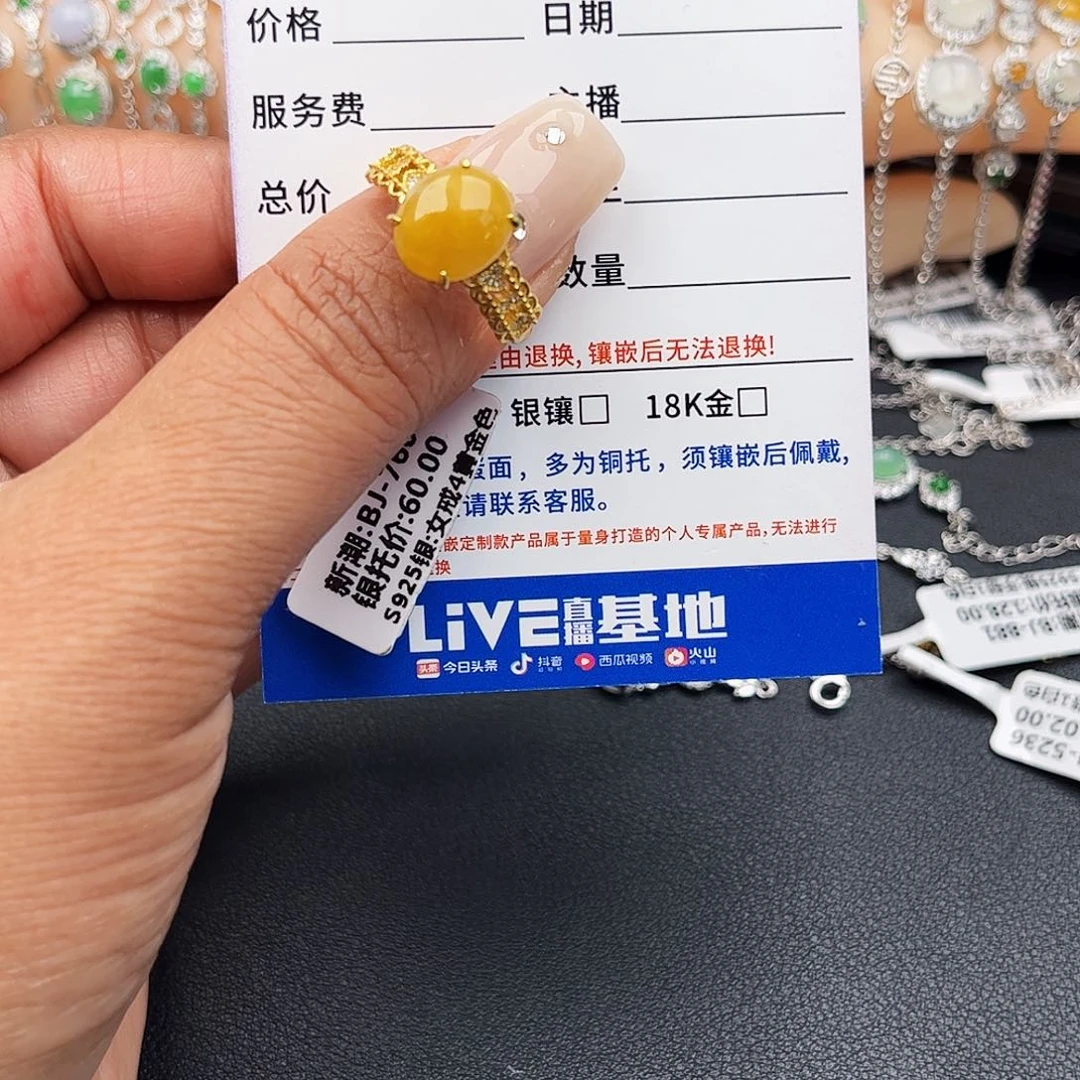 价格
日期
服务费
播
总价
数量
由退换,镶嵌后无法退换!
银镶□ 18K金□
面，多为铜托，须镶嵌后佩戴，
请联系客服。
嵌定制款产品属于量身打造的个人专属产品,无法进行
换
新潮:BJ-76
银托价:60.00
S925银:女戒4黄金色
LiVE直播基地
头条 今日头条 抖音 西瓜视频 火山